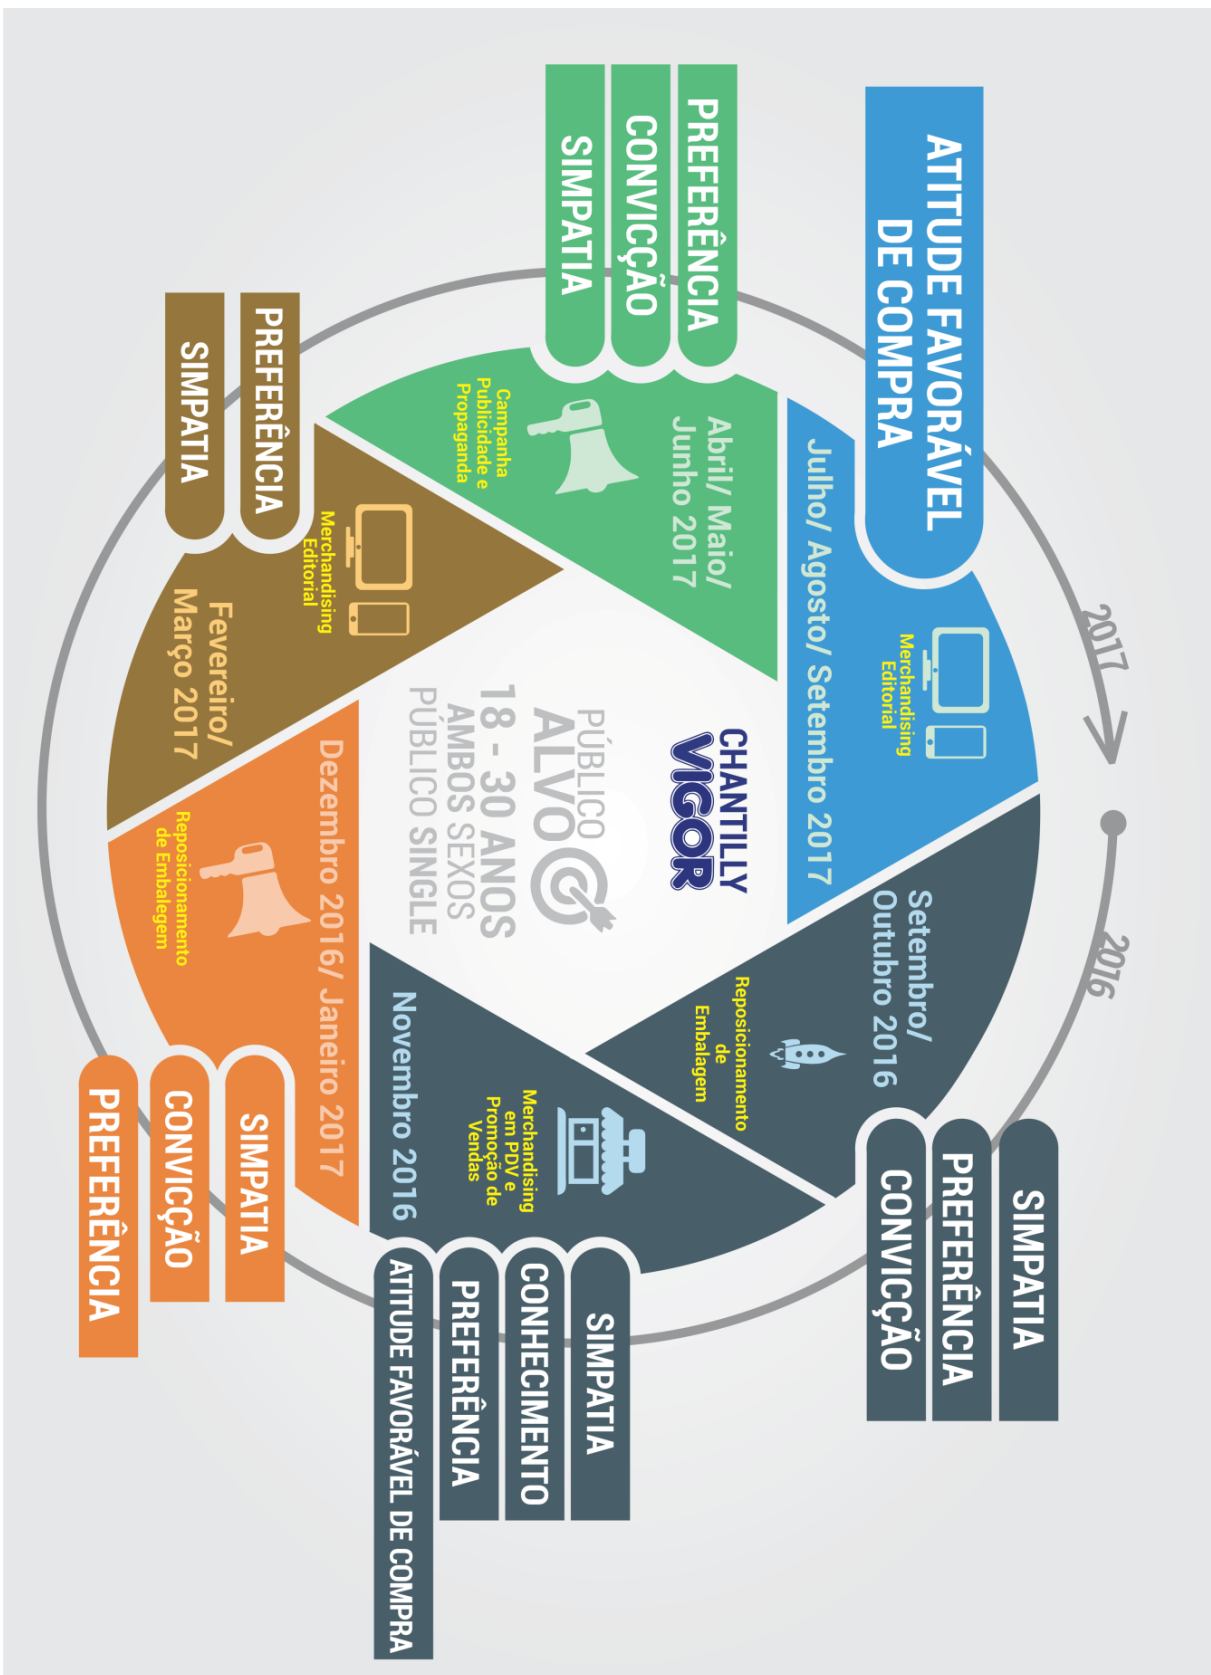 2017
2016
CHANTILLY
VIGOR
PÚBLICO
ALVO
18 - 30 ANOS
AMBOS SEXOS
PÚBLICO SINGLE
Setembro/
Outubro 2016
Reposicionamento
de
Embalagem
SIMPATIA
PREFERÊNCIA
CONVICÇÃO
Novembro 2016
Merchandising
em PDV e
Promoção de
Vendas
SIMPATIA
CONHECIMENTO
PREFERÊNCIA
ATITUDE FAVORÁVEL DE COMPRA
Dezembro 2016/ Janeiro 2017
Reposicionamento
de Embalegem
SIMPATIA
CONVICÇÃO
PREFERÊNCIA
Fevereiro/
Março 2017
Merchandising
Editorial
PREFERÊNCIA
SIMPATIA
Abril/ Maio/
Junho 2017
Campanha
Publicidade e
Propaganda
PREFERÊNCIA
CONVICÇÃO
SIMPATIA
Julho/ Agosto/ Setembro 2017
Merchandising
Editorial
ATITUDE FAVORÁVEL
DE COMPRA